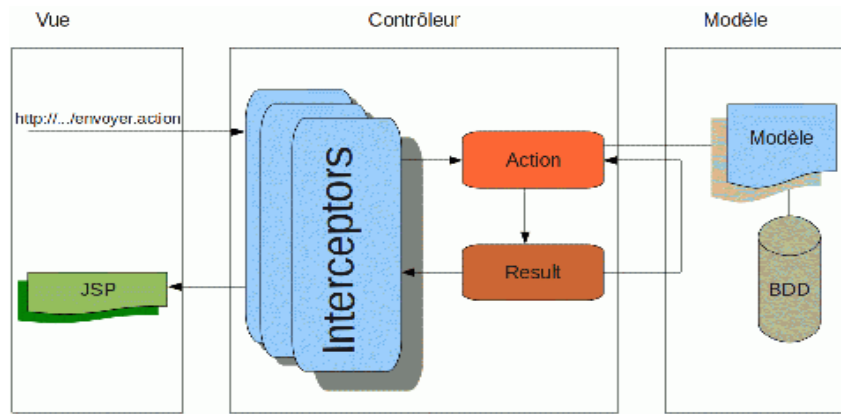 Vue
Contrôleur
Modèle
http://.../envoyer.action
Interceptors
Action
Modèle
Result
JSP
BDD